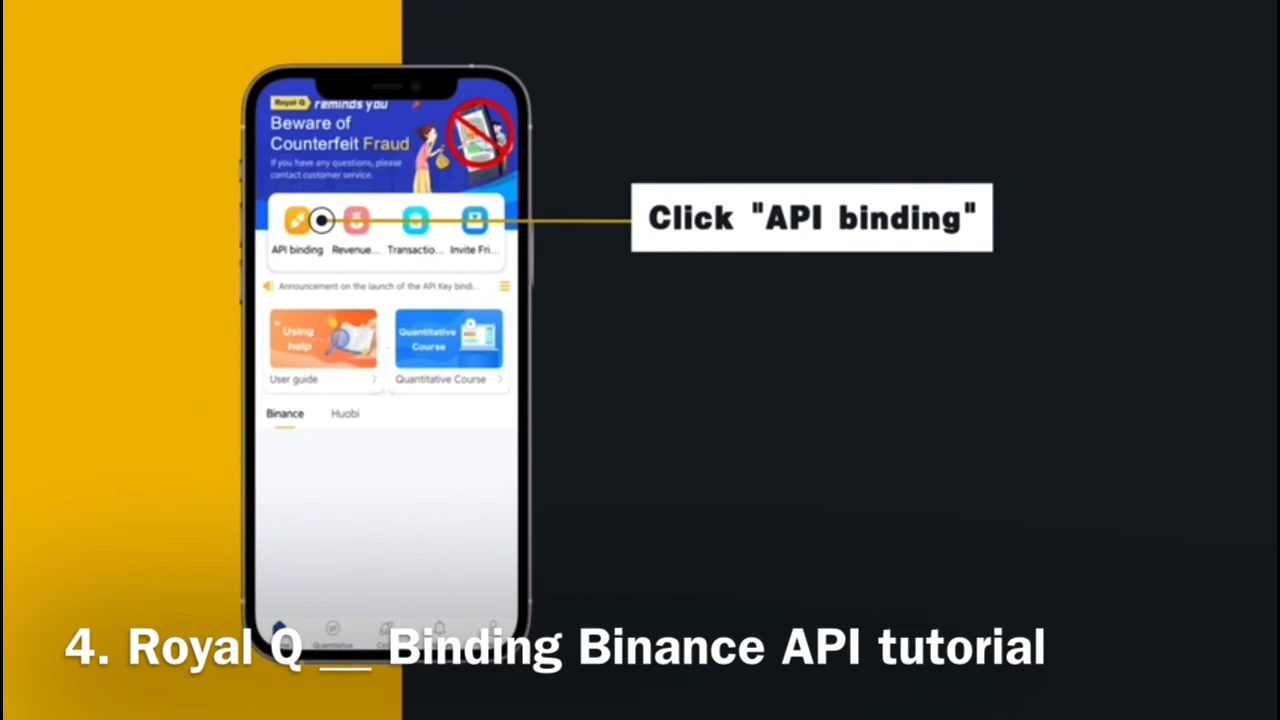 Royal Q reminds you
Beware of
Counterfeit Fraud
If you have any questions, please
contact customer service.
Click "API binding"
API binding Revenue... Transactio... Invite Fri...
Announcement on the launch of the API Key bindi...
Using
help
Quantitative
Course
User guide
Quantitative Course
Binance Huobi
Quantitative
4. Royal Q __ Binding Binance API tutorial